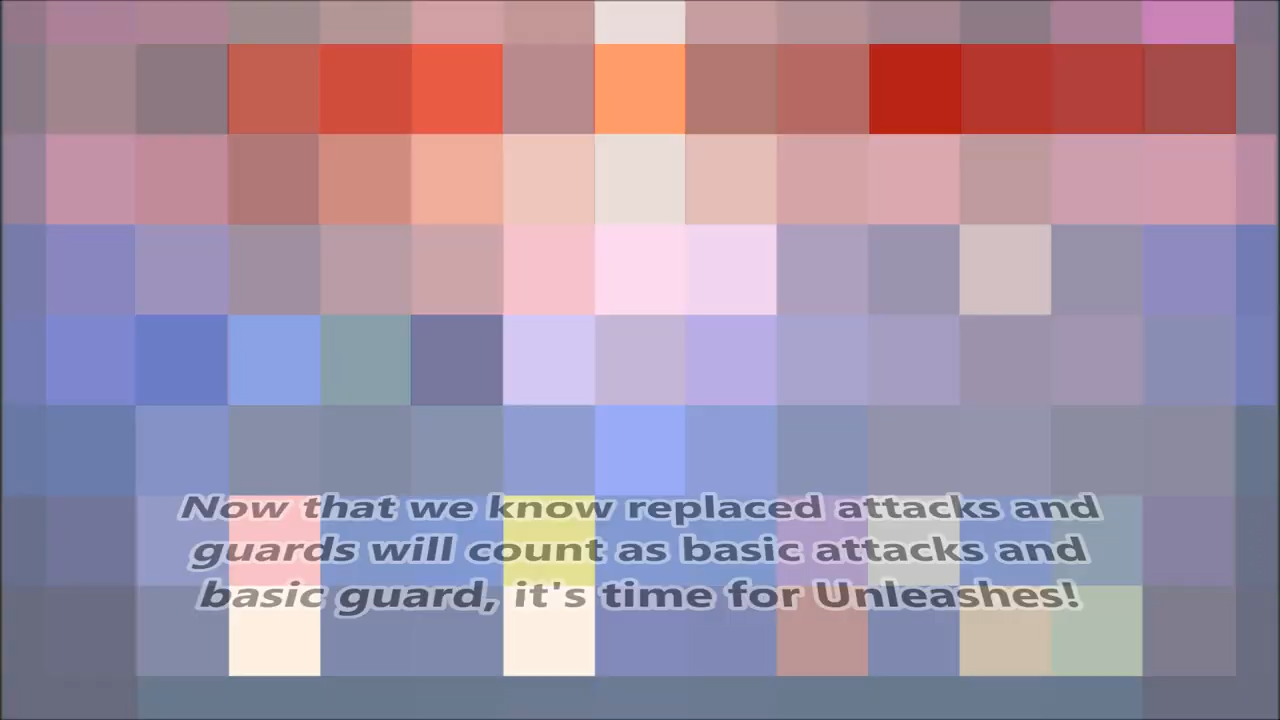 Now that we know replaced attacks and
guards will count as basic attacks and
basic guard, it's time for Unleashes!